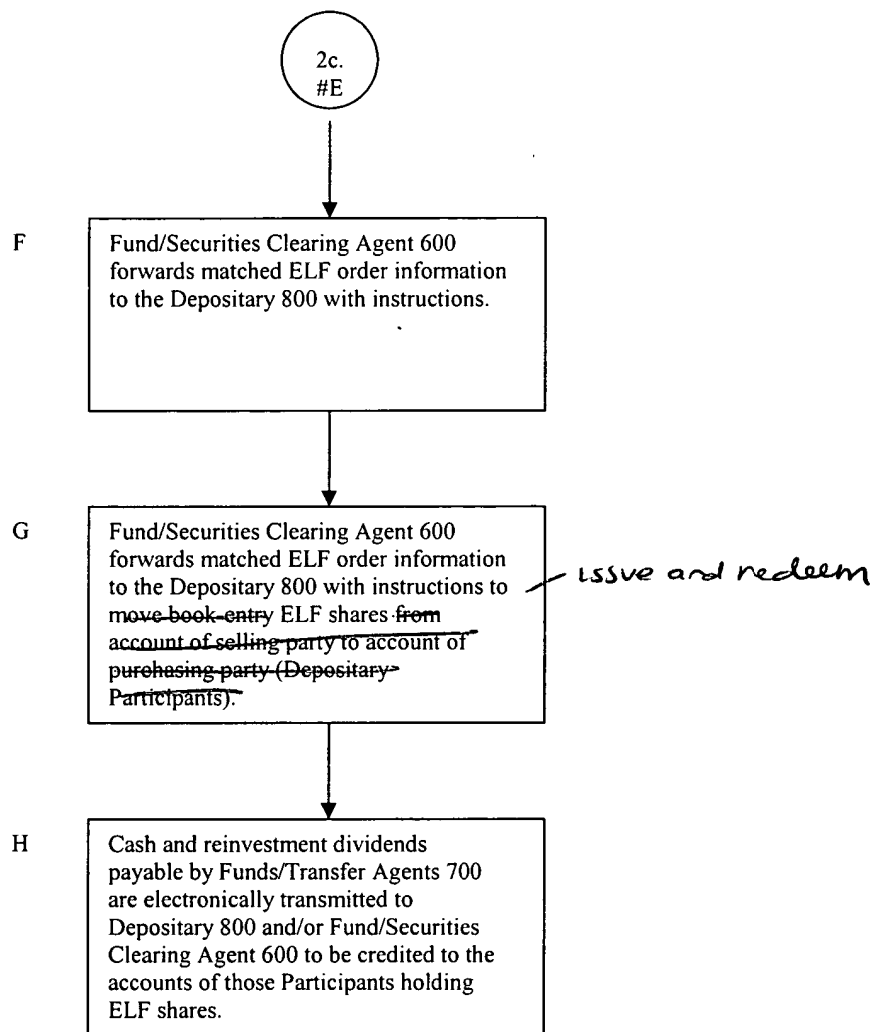 2c.
#E
F
Fund/Securities Clearing Agent 600
forwards matched ELF order information
to the Depositary 800 with instructions.
G
Fund/Securities Clearing Agent 600
forwards matched ELF order information
to the Depositary 800 with instructions to
move book-entry ELF shares from
account of selling party to account of
purchasing party (Depositary
Participants).
issue and redeem
H
Cash and reinvestment dividends
payable by Funds/Transfer Agents 700
are electronically transmitted to
Depositary 800 and/or Fund/Securities
Clearing Agent 600 to be credited to the
accounts of those Participants holding
ELF shares.